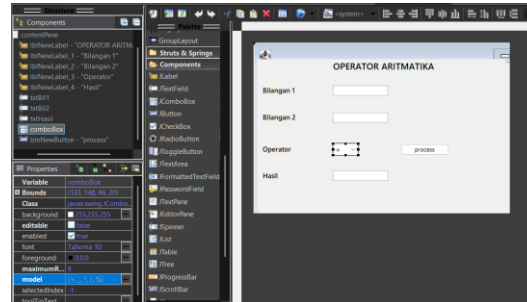 Structure
Components
contentPane
lblNewLabel - "OPERATOR ARITM
lblNewLabel_1 - "Bilangan 1"
lblNewLabel_2 - "Bilangan 2"
lblNewLabel_3 - "Operator"
lblNewLabel_4 - "Hasil"
txtBil1
txtBil2
txtHasil
comboBox
btnNewButton - "process"
Properties
Variable comboBox
Bounds (133, 148, 44, 20)
Class javax.swing.JCombo...
background 255,255,255
editable false
enabled true
font Tahoma 10
foreground 0,0,0
maximumR... 8
model
selectedIndex -1
toolTipText
<system>
Palette
GroupLayout
Struts & Springs
Components
JLabel
JTextField
JComboBox
JButton
JCheckBox
JRadioButton
JToggleButton
JTextArea
JFormattedTextField
JPasswordField
JTextPane
JEditorPane
JSpinner
JList
JTable
JTree
JProgressBar
JScrollBar
OPERATOR ARITMATIKA
Bilangan 1
Bilangan 2
Operator + process
Hasil